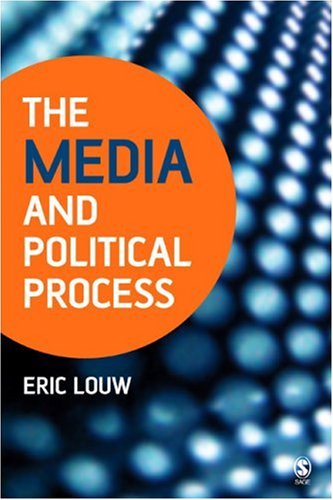 THE
MEDIA
AND
POLITICAL
PROCESS
ERIC LOUW
S
SAGE